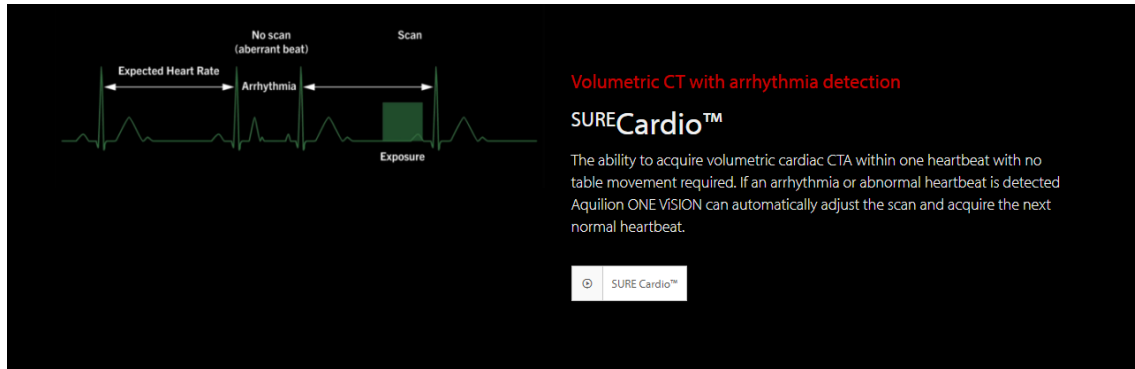 No scan
(aberrant beat)
Scan
Expected Heart Rate
Arrhythmia
Exposure
Volumetric CT with arrhythmia detection
SURECardio™
The ability to acquire volumetric cardiac CTA within one heartbeat with no
table movement required. If an arrhythmia or abnormal heartbeat is detected
Aquilion ONE ViSION can automatically adjust the scan and acquire the next
normal heartbeat.
SURE Cardio™